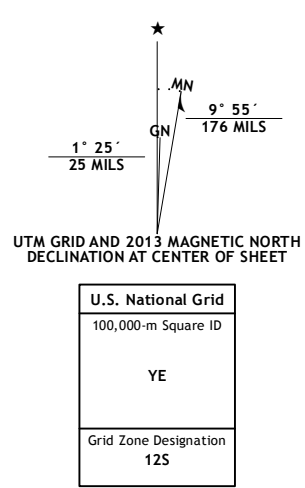 ★
MN
GN
9° 55´
176 MILS
1° 25´
25 MILS
UTM GRID AND 2013 MAGNETIC NORTH
DECLINATION AT CENTER OF SHEET
U.S. National Grid
100,000-m Square ID
YE
Grid Zone Designation
12S